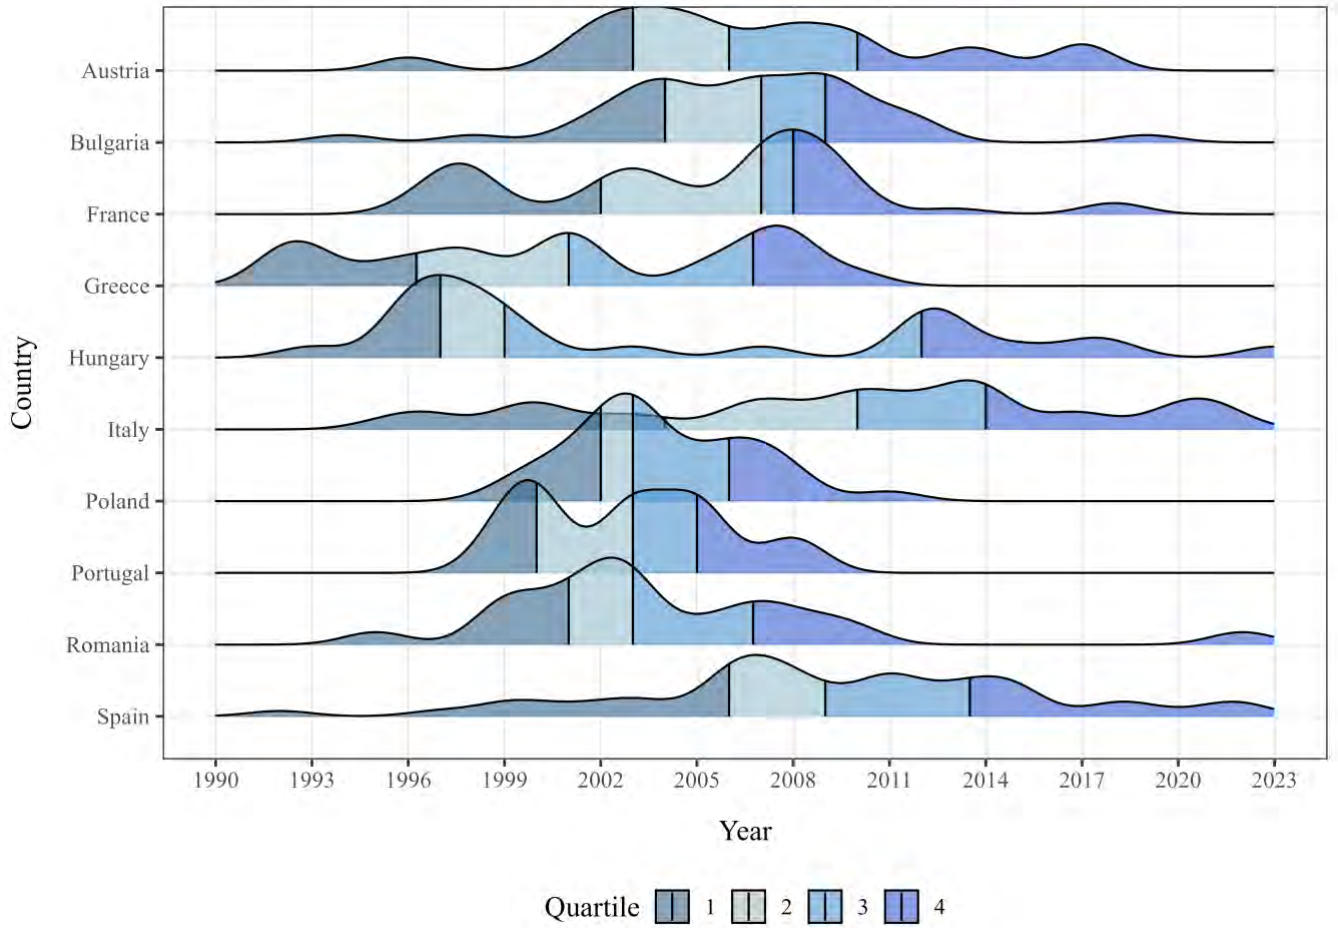 Austria
Bulgaria
France
Greece
Hungary
Italy
Poland
Portugal
Romania
Spain
Country
1990 1993 1996 1999 2002 2005 2008 2011 2014 2017 2020 2023
Year
Quartile 1 2 3 4